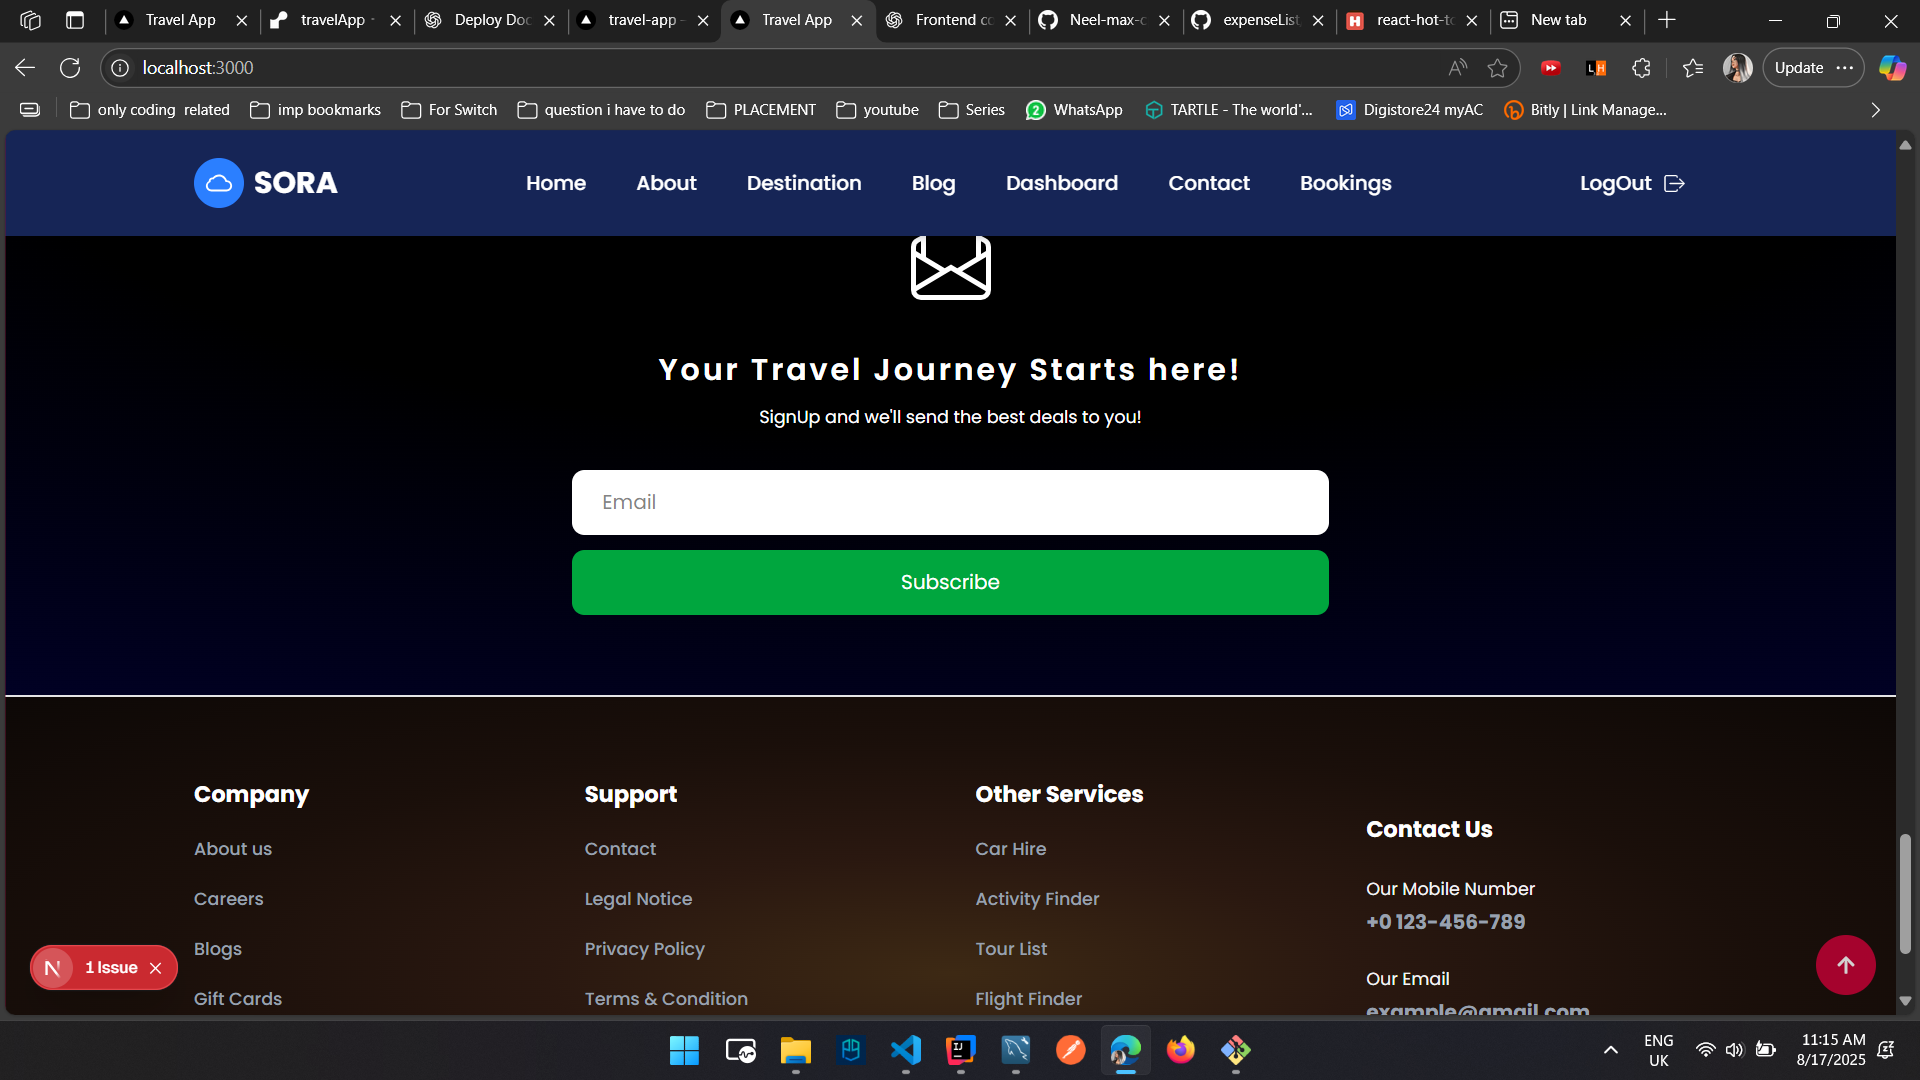 Travel App
travelApp -
Deploy Doc
travel-app -
Travel App
Frontend co
Neel-max-c
expenseList
react-hot-to
New tab
localhost:3000
Update
only coding related
imp bookmarks
For Switch
question i have to do
PLACEMENT
youtube
Series
2
WhatsApp
TARTLE - The world'...
Digistore24 myAC
Bitly | Link Manage...
SORA
Home
About
Destination
Blog
Dashboard
Contact
Bookings
LogOut
Your Travel Journey Starts here!
SignUp and we'll send the best deals to you!
Email
Subscribe
Company
About us
Careers
Blogs
Gift Cards
Support
Contact
Legal Notice
Privacy Policy
Terms & Condition
Other Services
Car Hire
Activity Finder
Tour List
Flight Finder
Contact Us
Our Mobile Number
+0 123-456-789
Our Email
example@gmail.com
N 1 Issue
ENG
UK
11:15 AM
8/17/2025